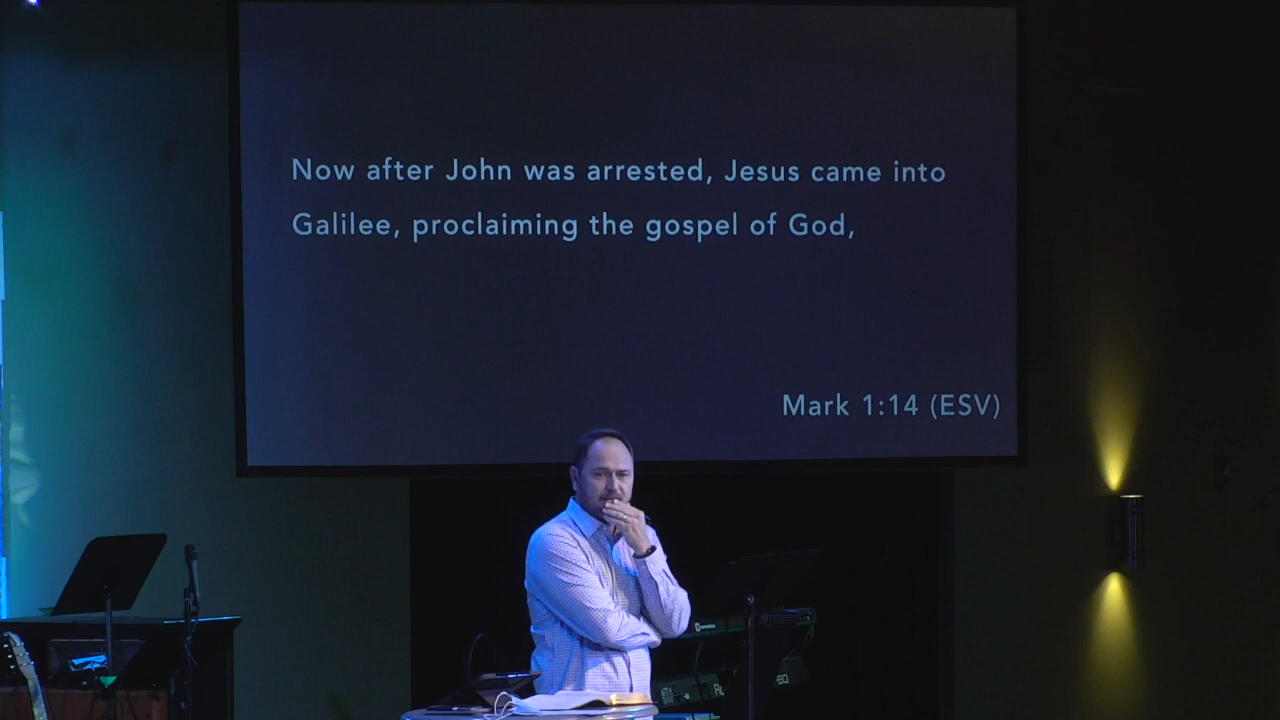 Now after John was arrested, Jesus came into
Galilee, proclaiming the gospel of God,
Mark 1:14 (ESV)